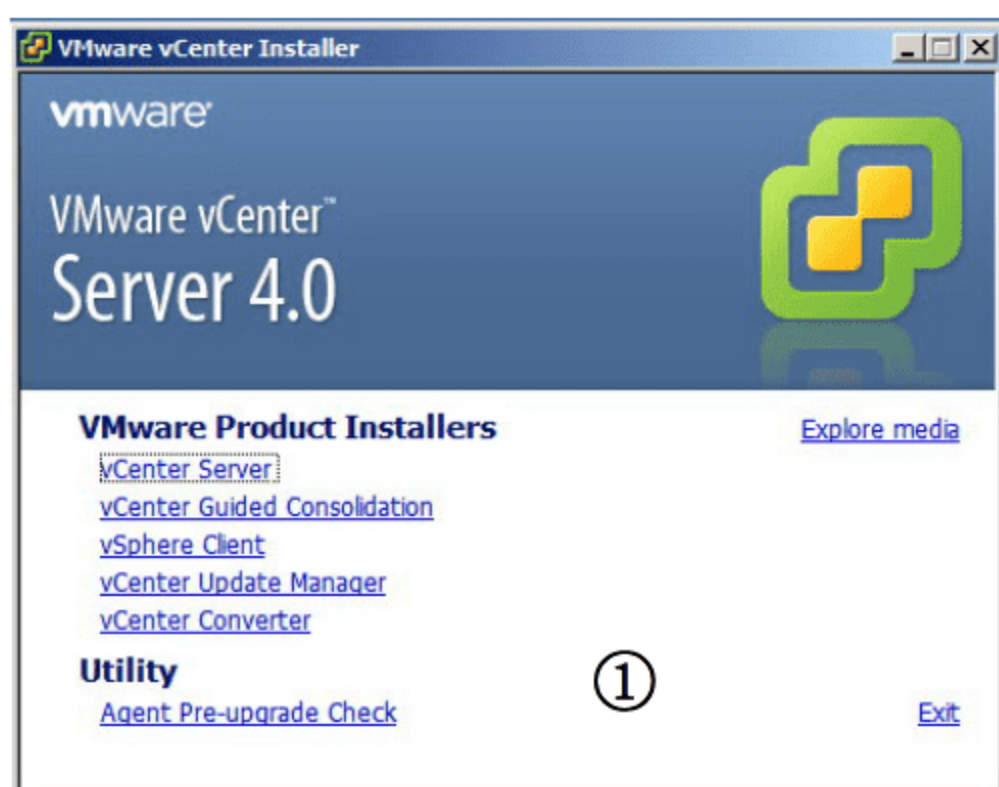 VMware vCenter Installer
vmware®
VMware vCenter™
Server 4.0
VMware Product Installers
Explore media
vCenter Server
vCenter Guided Consolidation
vSphere Client
vCenter Update Manager
vCenter Converter
Utility
①
Agent Pre-upgrade Check
Exit